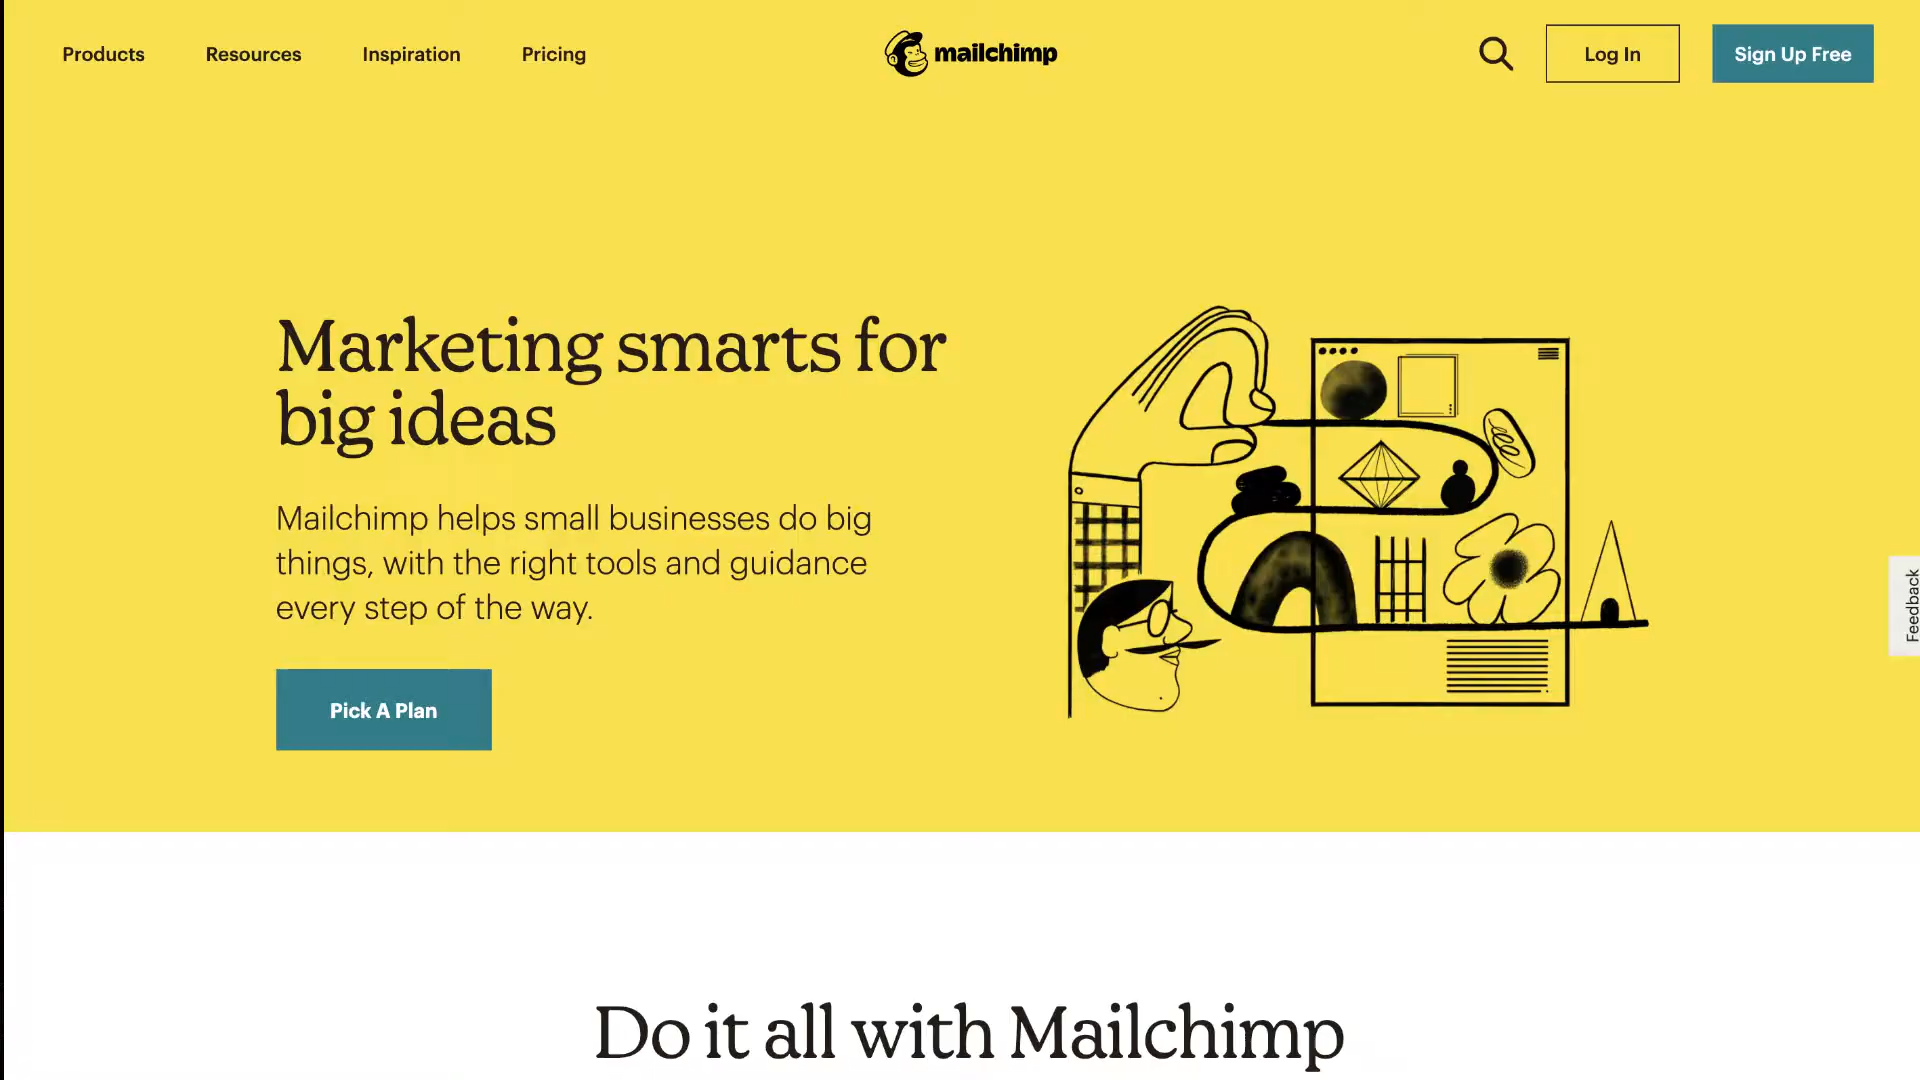 Products
Resources
Inspiration
Pricing
mailchimp
Log In
Sign Up Free
Marketing smarts for
big ideas
Mailchimp helps small businesses do big
things, with the right tools and guidance
every step of the way.
Pick A Plan
Feedback
Do it all with Mailchimp